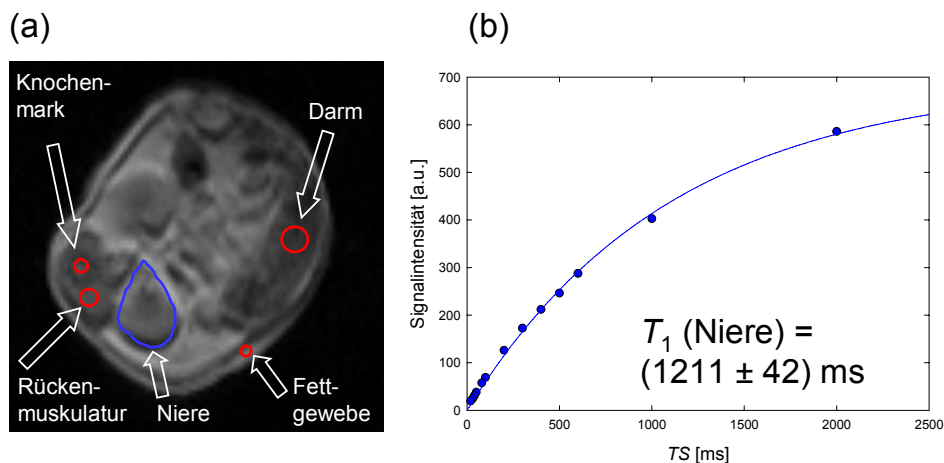 (a)
Knochen-
mark
Darm
Rücken-
muskulatur
Niere
Fett-
gewebe
(b)
Signalintensität [a.u.]
700
600
500
400
300
200
100
0
T₁ (Niere) =
(1211 ± 42) ms
0 500 1000 1500 2000 2500
TS [ms]